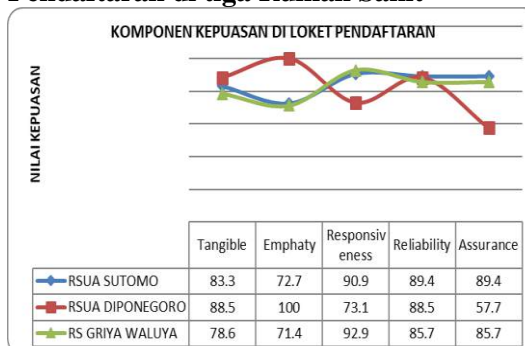 KOMPONEN KEPUASAN DI LOKET PENDAFTARAN
NILAI KEPUASAN
Tangible Emphaty Responsiv eness Reliability Assurance
RSUA SUTOMO 83.3 72.7 90.9 89.4 89.4
RSUA DIPONEGORO 88.5 100 73.1 88.5 57.7
RS GRIYA WALUYA 78.6 71.4 92.9 85.7 85.7